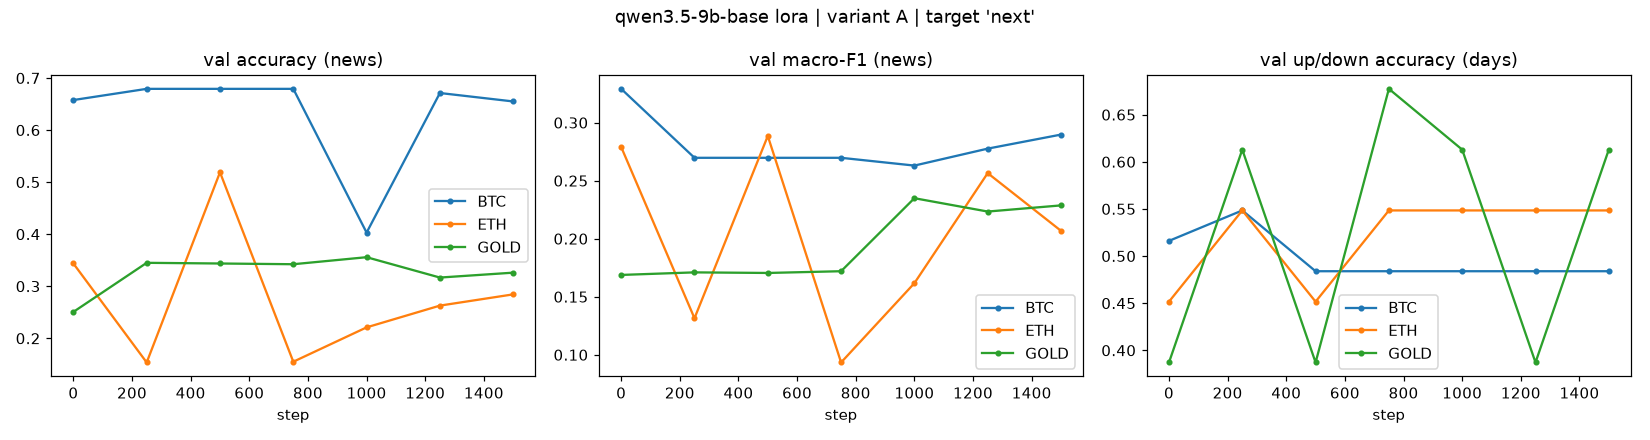 qwen3.5-9b-base lora | variant A | target 'next'
val accuracy (news)
0.7
0.6
0.5
0.4
0.3
0.2
BTC
ETH
GOLD
0 200 400 600 800 1000 1200 1400
step
val macro-F1 (news)
0.30
0.25
0.20
0.15
0.10
BTC
ETH
GOLD
0 200 400 600 800 1000 1200 1400
step
val up/down accuracy (days)
0.65
0.60
0.55
0.50
0.45
0.40
BTC
ETH
GOLD
0 200 400 600 800 1000 1200 1400
step